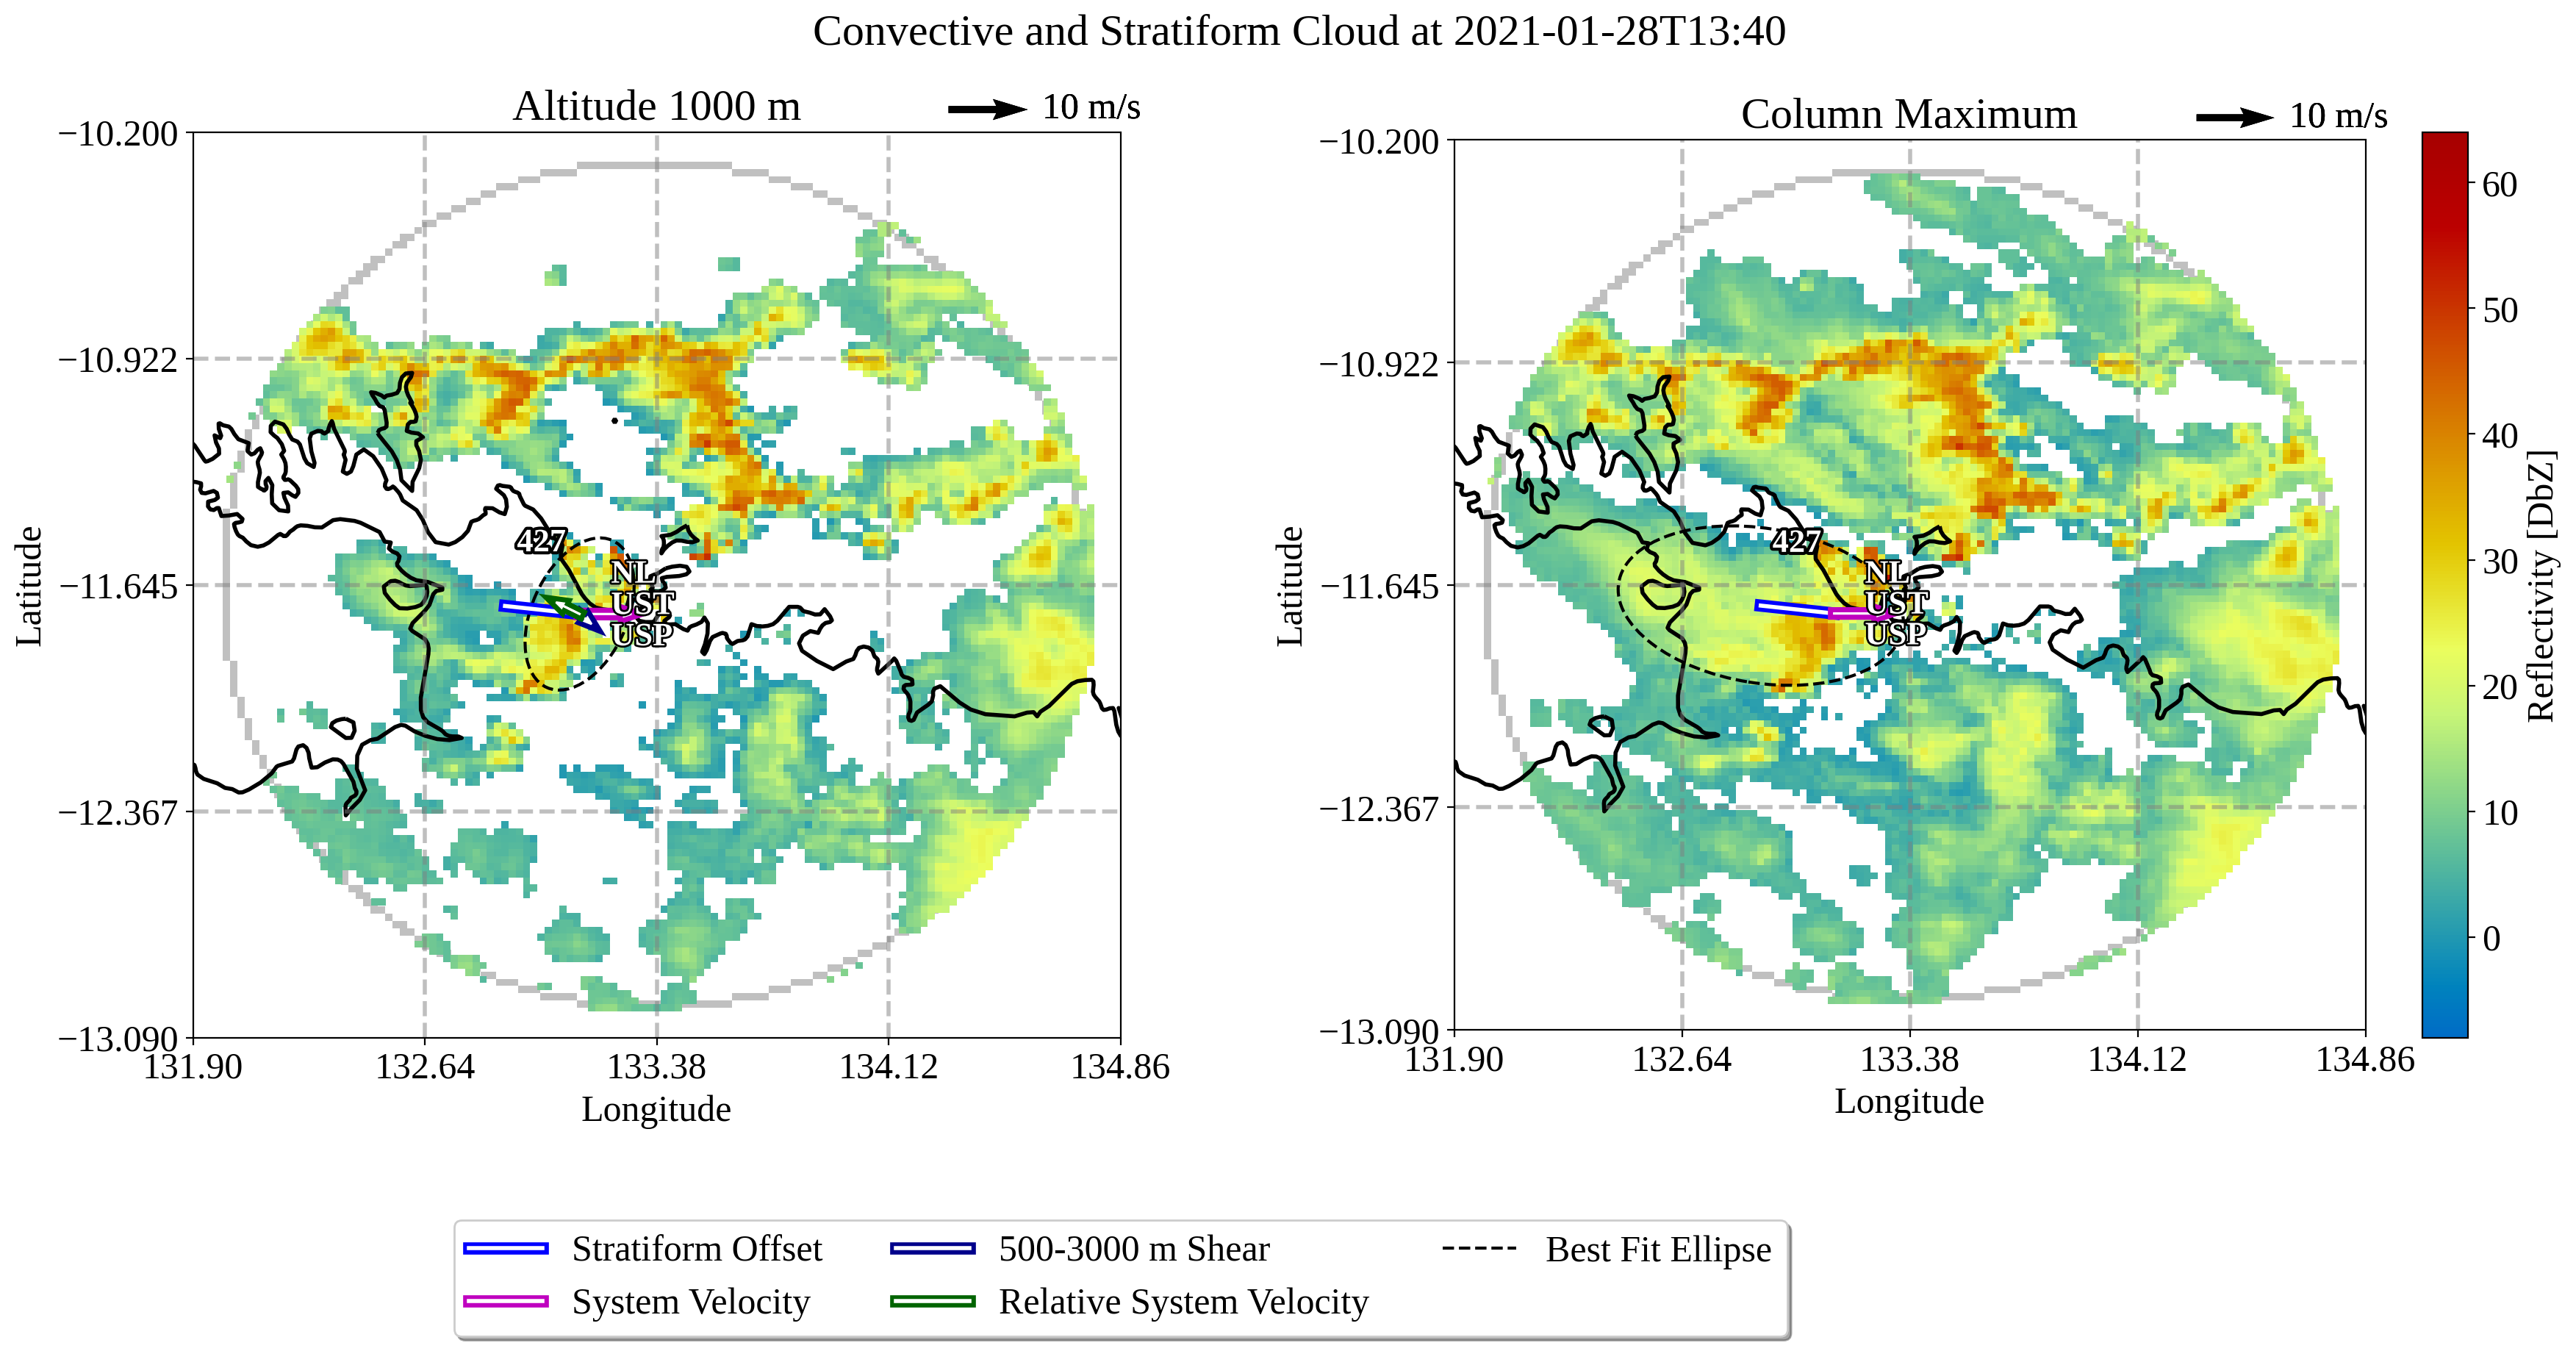 Convective and Stratiform Cloud at 2021-01-28T13:40
Altitude 1000 m
10 m/s
−10.200
−10.922
−11.645
−12.367
−13.090
Latitude
131.90
132.64
133.38
134.12
134.86
Longitude
427
NL
UST
USP
Column Maximum
10 m/s
−10.200
−10.922
−11.645
−12.367
−13.090
Latitude
131.90
132.64
133.38
134.12
134.86
Longitude
427
NL
UST
USP
60
50
40
30
20
10
0
Reflectivity [DbZ]
Stratiform Offset
System Velocity
500-3000 m Shear
Relative System Velocity
Best Fit Ellipse